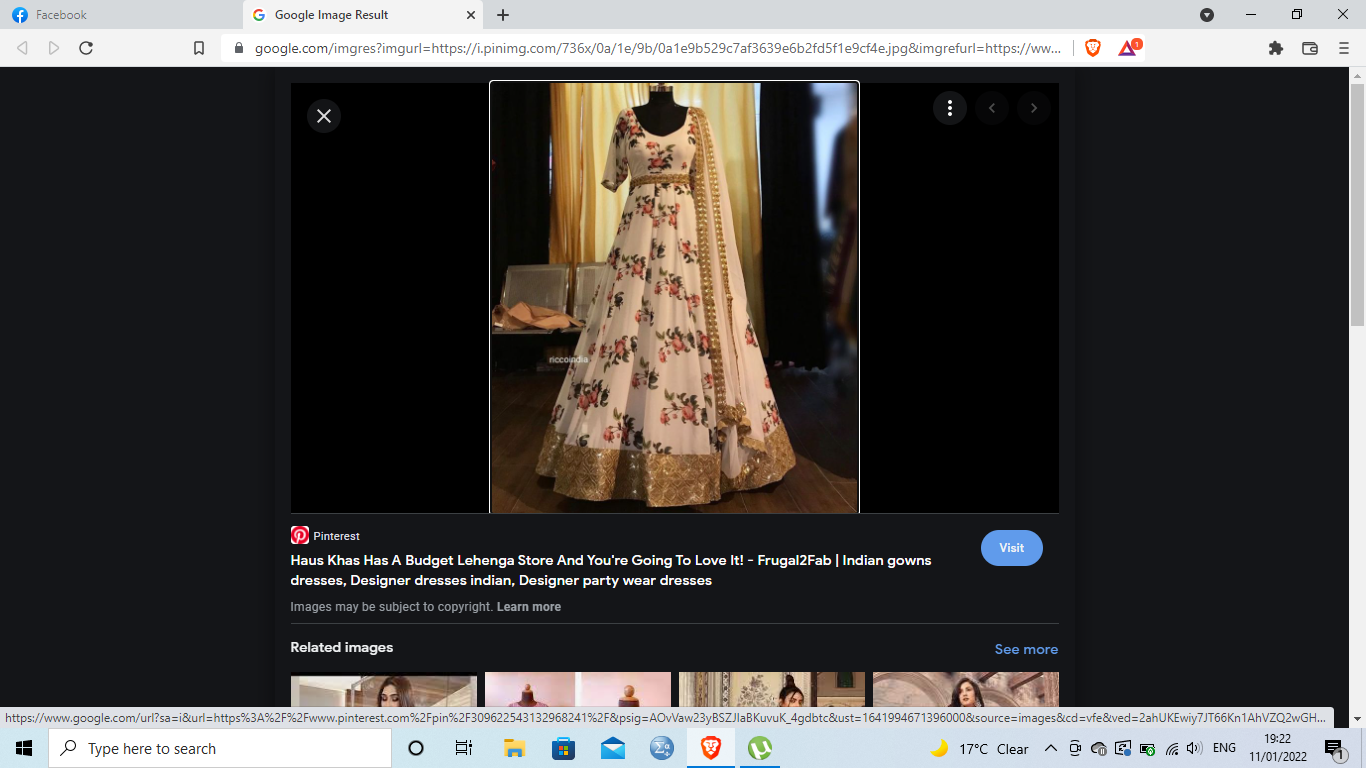 Facebook
Google Image Result
google.com/imgres?imgurl=https://i.pinimg.com/736x/0a/1e/9b/0a1e9b529c7af3639e6b2fd5f1e9cf4e.jpg&imgrefurl=https://ww...
1
riccoindia
Pinterest
Visit
Haus Khas Has A Budget Lehenga Store And You're Going To Love It! - Frugal2Fab | Indian gowns
dresses, Designer dresses indian, Designer party wear dresses
Images may be subject to copyright. Learn more
Related images
See more
https://www.google.com/url?sa=i&url=https%3A%2F%2Fwww.pinterest.com%2Fpin%2F309622543132968241%2F&psig=AOvVaw23yBSZJIaBKuvuK_4gdbtc&ust=1641994671396000&source=images&cd=vfe&ved=2ahUKEwiy7JT66Kn1AhVZQ2wGH...
Type here to search
17°C Clear
ENG
19:22
11/01/2022
1